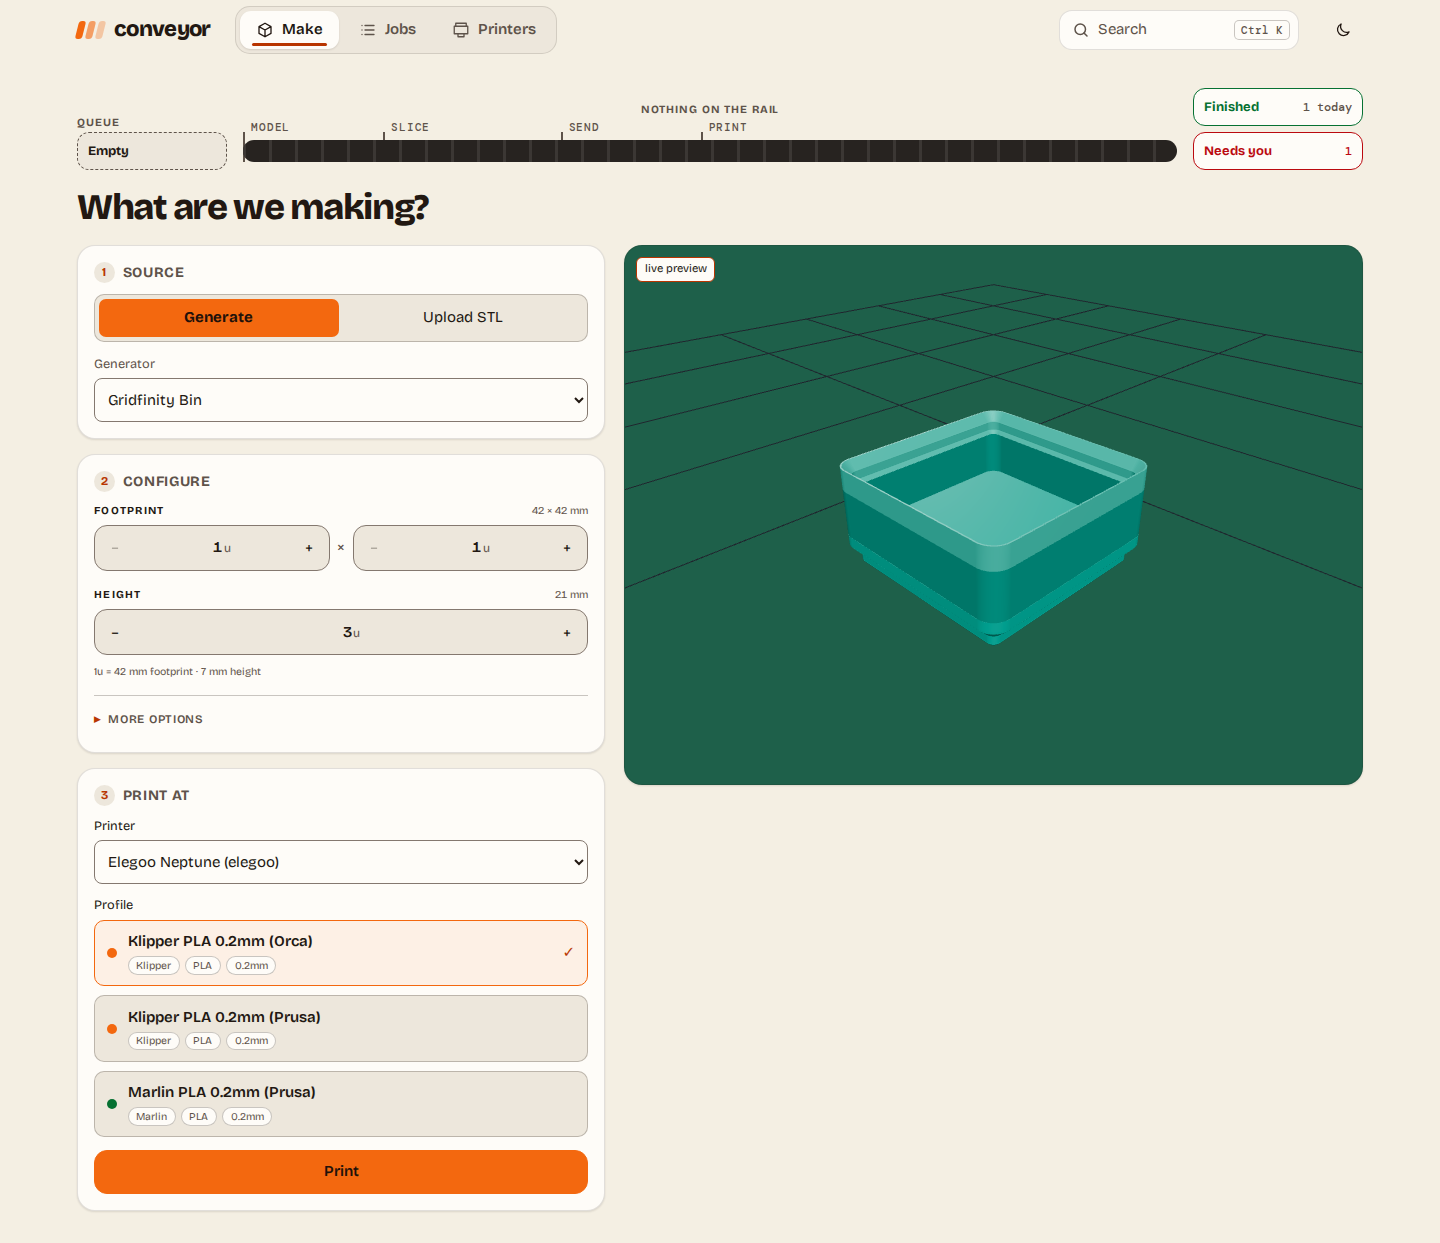 conveyor
Make
Jobs
Printers
Search
Ctrl K
QUEUE
Empty
NOTHING ON THE RAIL
MODEL
SLICE
SEND
PRINT
Finished 1 today
Needs you 1
What are we making?
1 SOURCE
Generate
Upload STL
Generator
Gridfinity Bin
2 CONFIGURE
FOOTPRINT 42 × 42 mm
− 1 u + × − 1 u +
HEIGHT 21 mm
− 3 u +
1u = 42 mm footprint · 7 mm height
▶ MORE OPTIONS
3 PRINT AT
Printer
Elegoo Neptune (elegoo)
Profile
Klipper PLA 0.2mm (Orca) ✓
Klipper PLA 0.2mm
Klipper PLA 0.2mm (Prusa)
Klipper PLA 0.2mm
Marlin PLA 0.2mm (Prusa)
Marlin PLA 0.2mm
Print
live preview